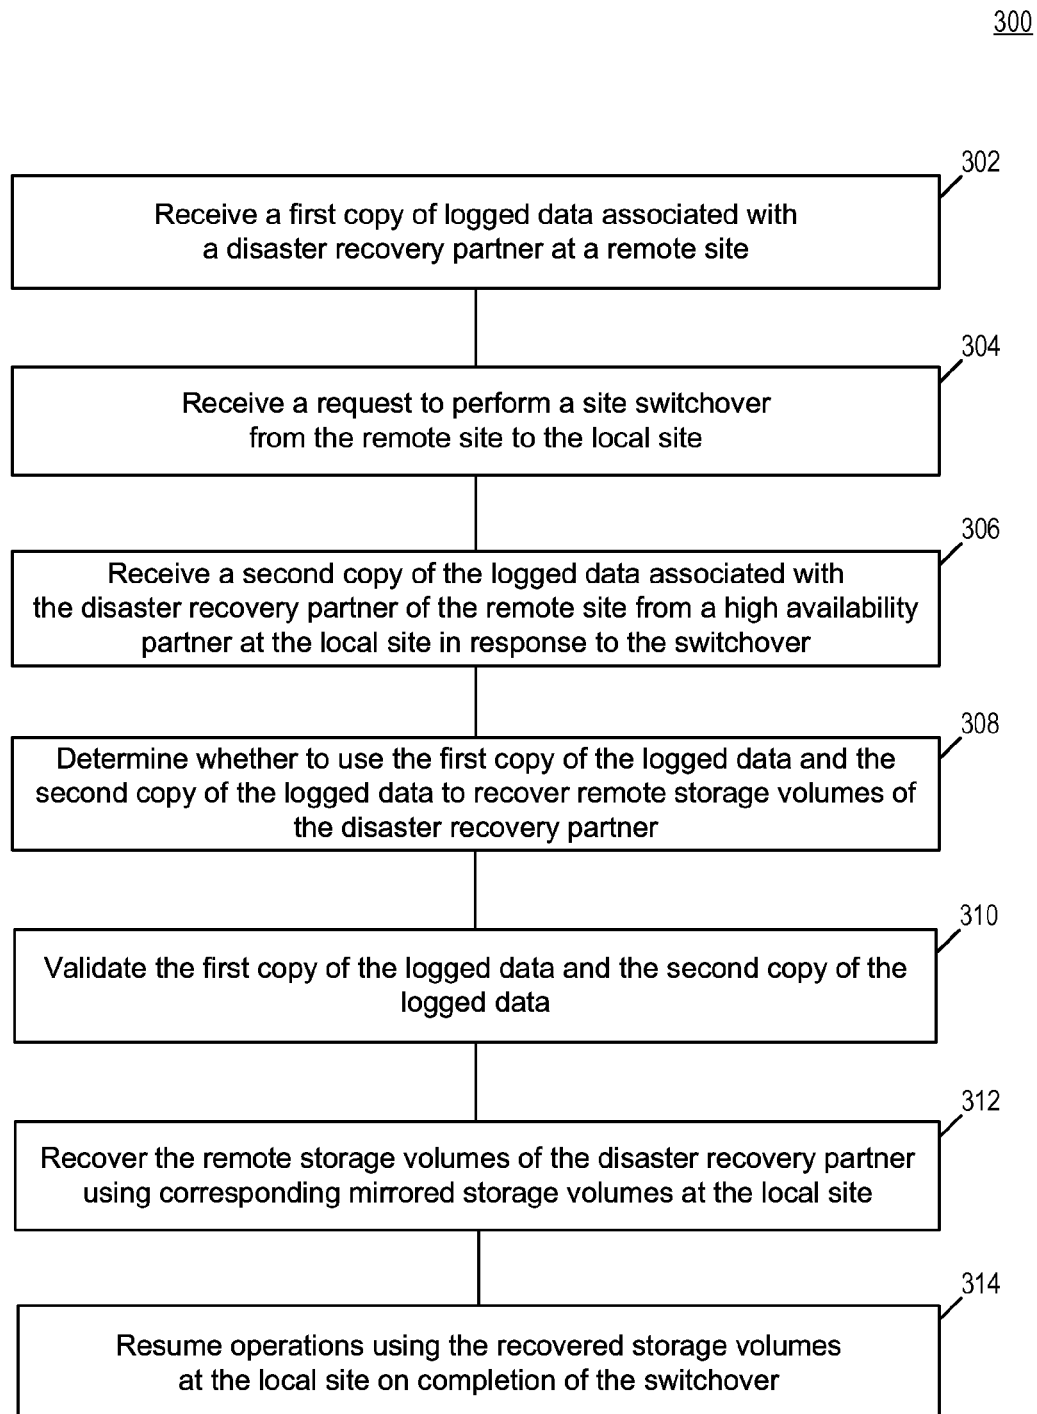 300
302
Receive a first copy of logged data associated with
a disaster recovery partner at a remote site
304
Receive a request to perform a site switchover
from the remote site to the local site
306
Receive a second copy of the logged data associated with
the disaster recovery partner of the remote site from a high availability
partner at the local site in response to the switchover
308
Determine whether to use the first copy of the logged data and the
second copy of the logged data to recover remote storage volumes of
the disaster recovery partner
310
Validate the first copy of the logged data and the second copy of the
logged data
312
Recover the remote storage volumes of the disaster recovery partner
using corresponding mirrored storage volumes at the local site
314
Resume operations using the recovered storage volumes
at the local site on completion of the switchover